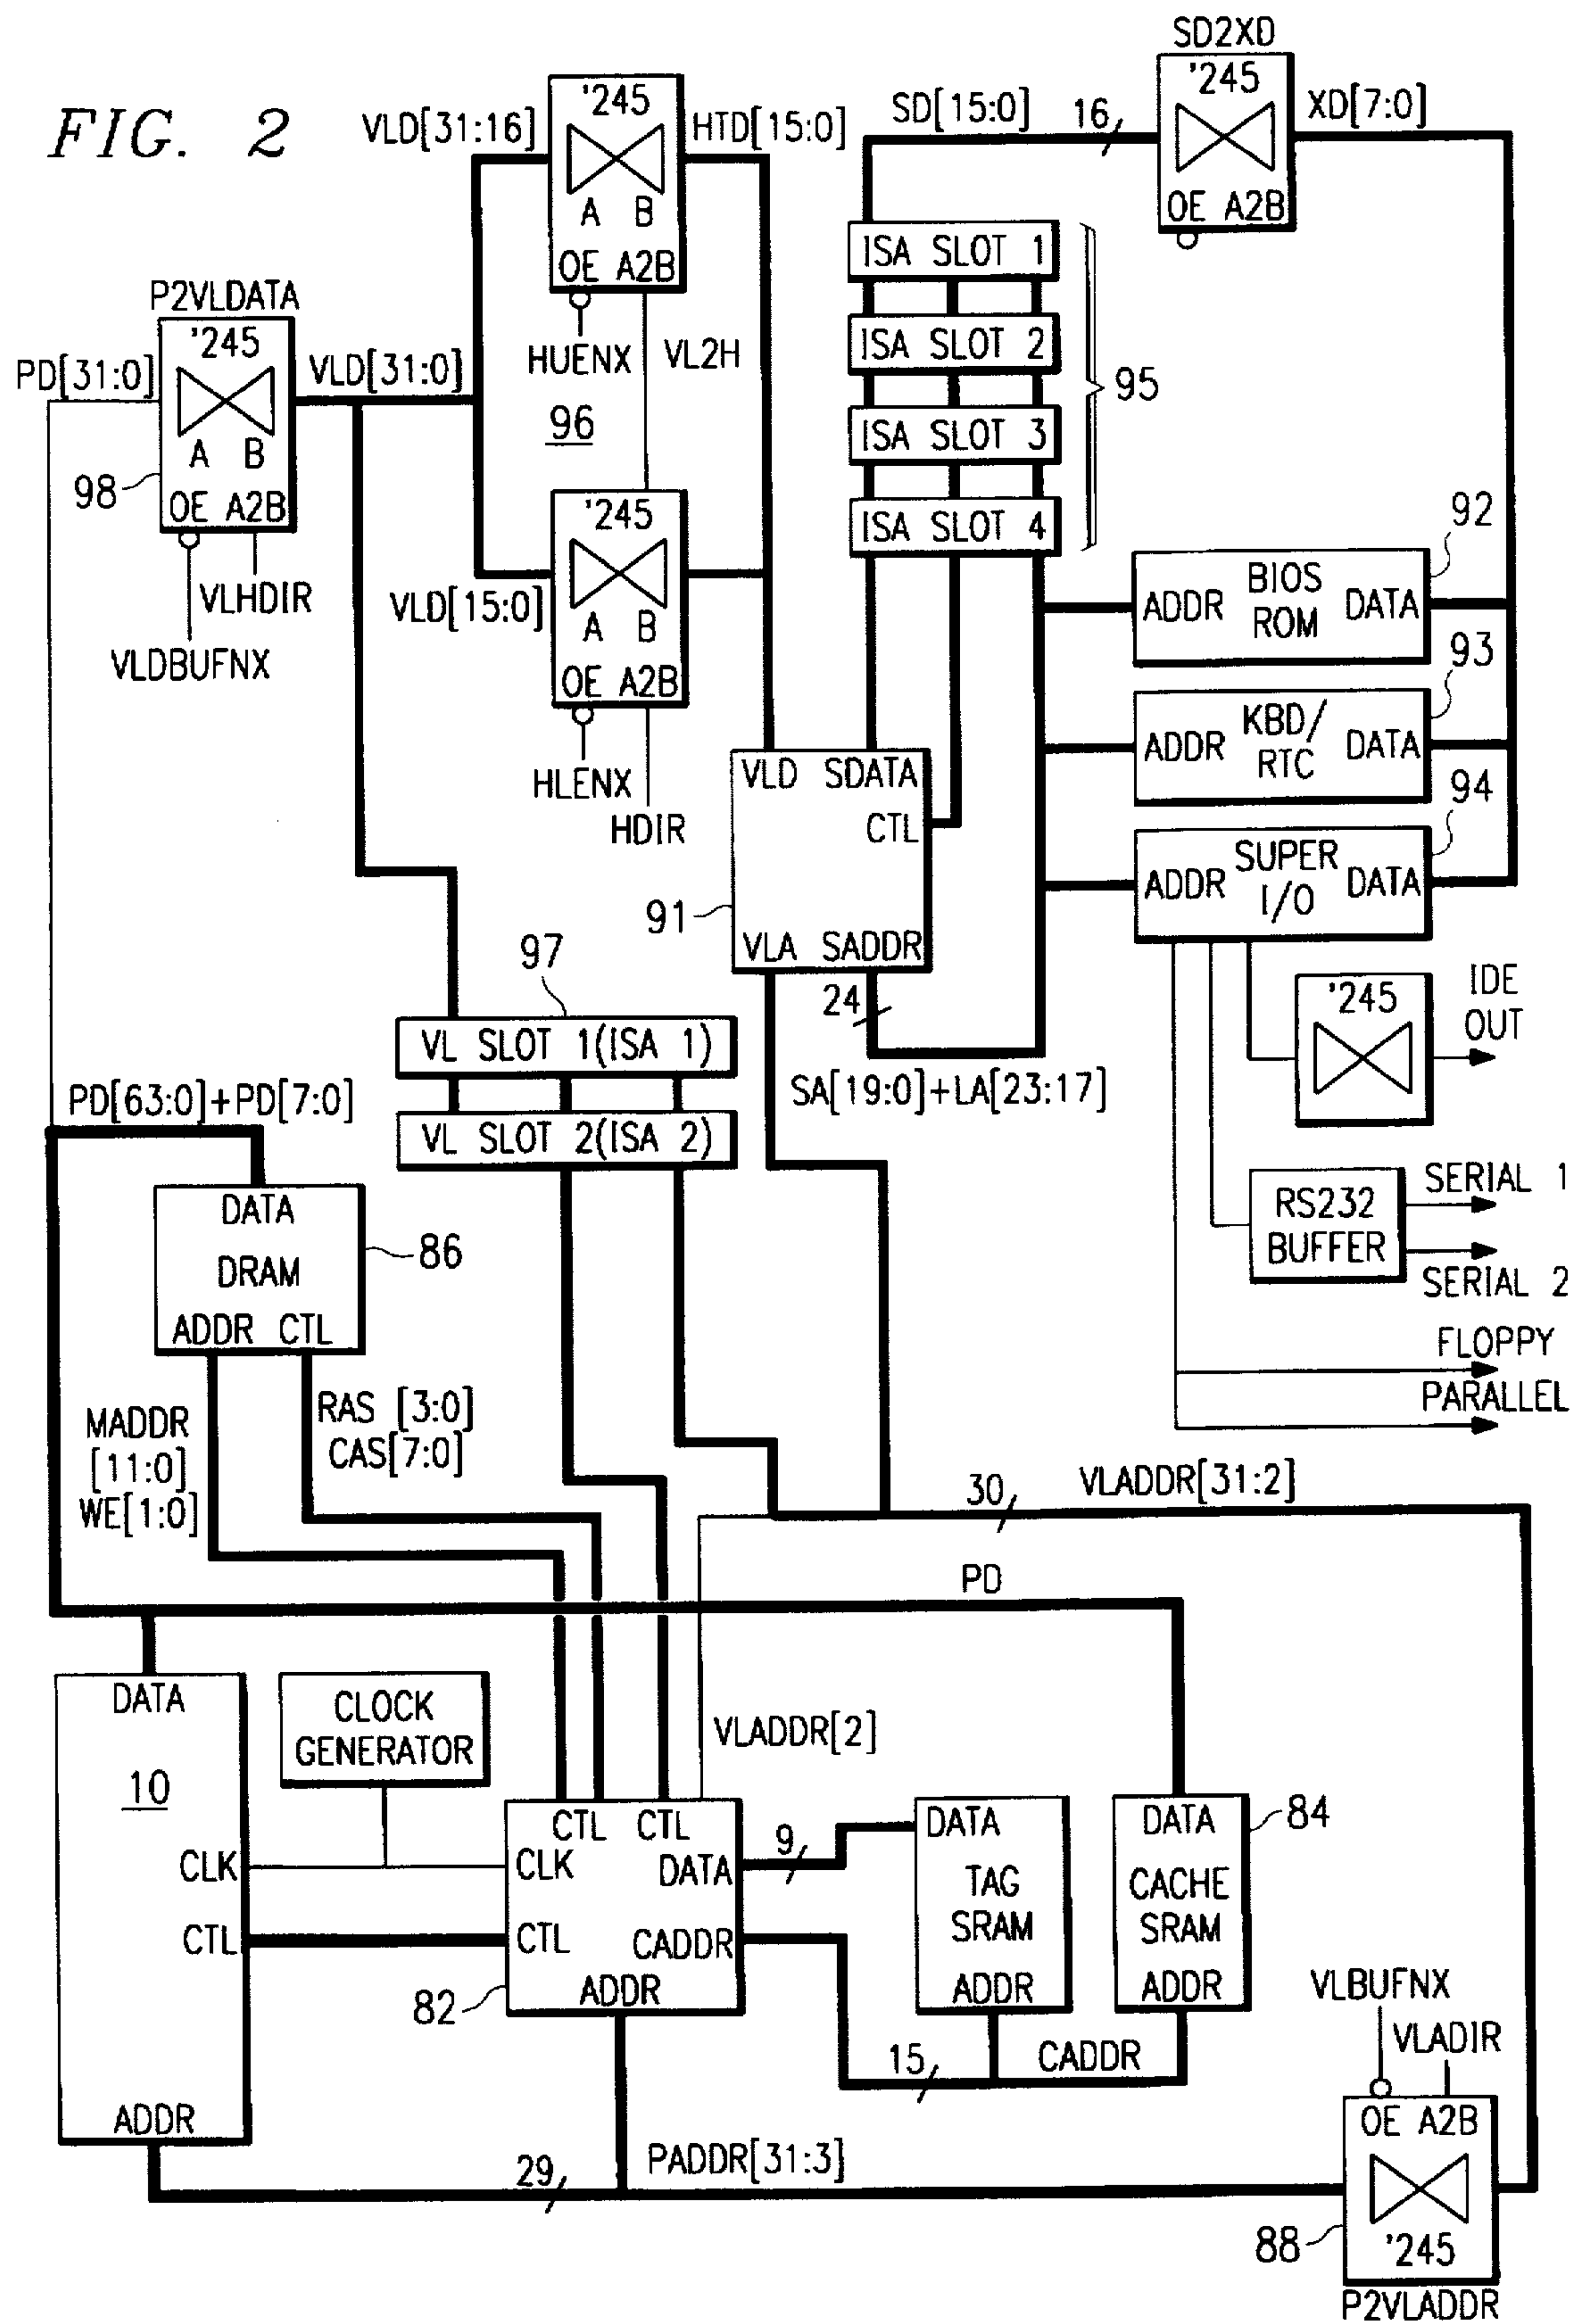 FIG. 2
SD2XD
'245
OE A2B
SD[15:0]
16
XD[7:0]
VLD[31:16]
'245
A B
OE A2B
HTD[15:0]
HUENX
VL2H
96
P2VLDATA
'245
A B
OE A2B
PD[31:0]
VLD[31:0]
98
VLHDIR
VLDBUFNX
VLD[15:0]
'245
A B
OE A2B
HLENX
HDIR
ISA SLOT 1
ISA SLOT 2
ISA SLOT 3
ISA SLOT 4
95
92
ADDR BIOS ROM DATA
93
ADDR KBD/ RTC DATA
94
ADDR SUPER I/O DATA
VLD SDATA
CTL
91
VLA SADDR
24
SA[19:0]+LA[23:17]
'245
IDE
OUT
97
VL SLOT 1(ISA 1)
VL SLOT 2(ISA 2)
RS232
BUFFER
SERIAL 1
SERIAL 2
FLOPPY
PARALLEL
PD[63:0]+PD[7:0]
DATA
DRAM
ADDR CTL
86
MADDR
[11:0]
WE[1:0]
RAS [3:0]
CAS[7:0]
30
VLADDR[31:2]
PD
DATA
10
CLK
CTL
ADDR
CLOCK
GENERATOR
VLADDR[2]
CTL CTL
CLK DATA
CTL CADDR
ADDR
82
9
DATA
TAG
SRAM
ADDR
DATA
CACHE
SRAM
ADDR
84
15
CADDR
VLBUFNX
VLADIR
OE A2B
'245
88
P2VLADDR
29
PADDR[31:3]